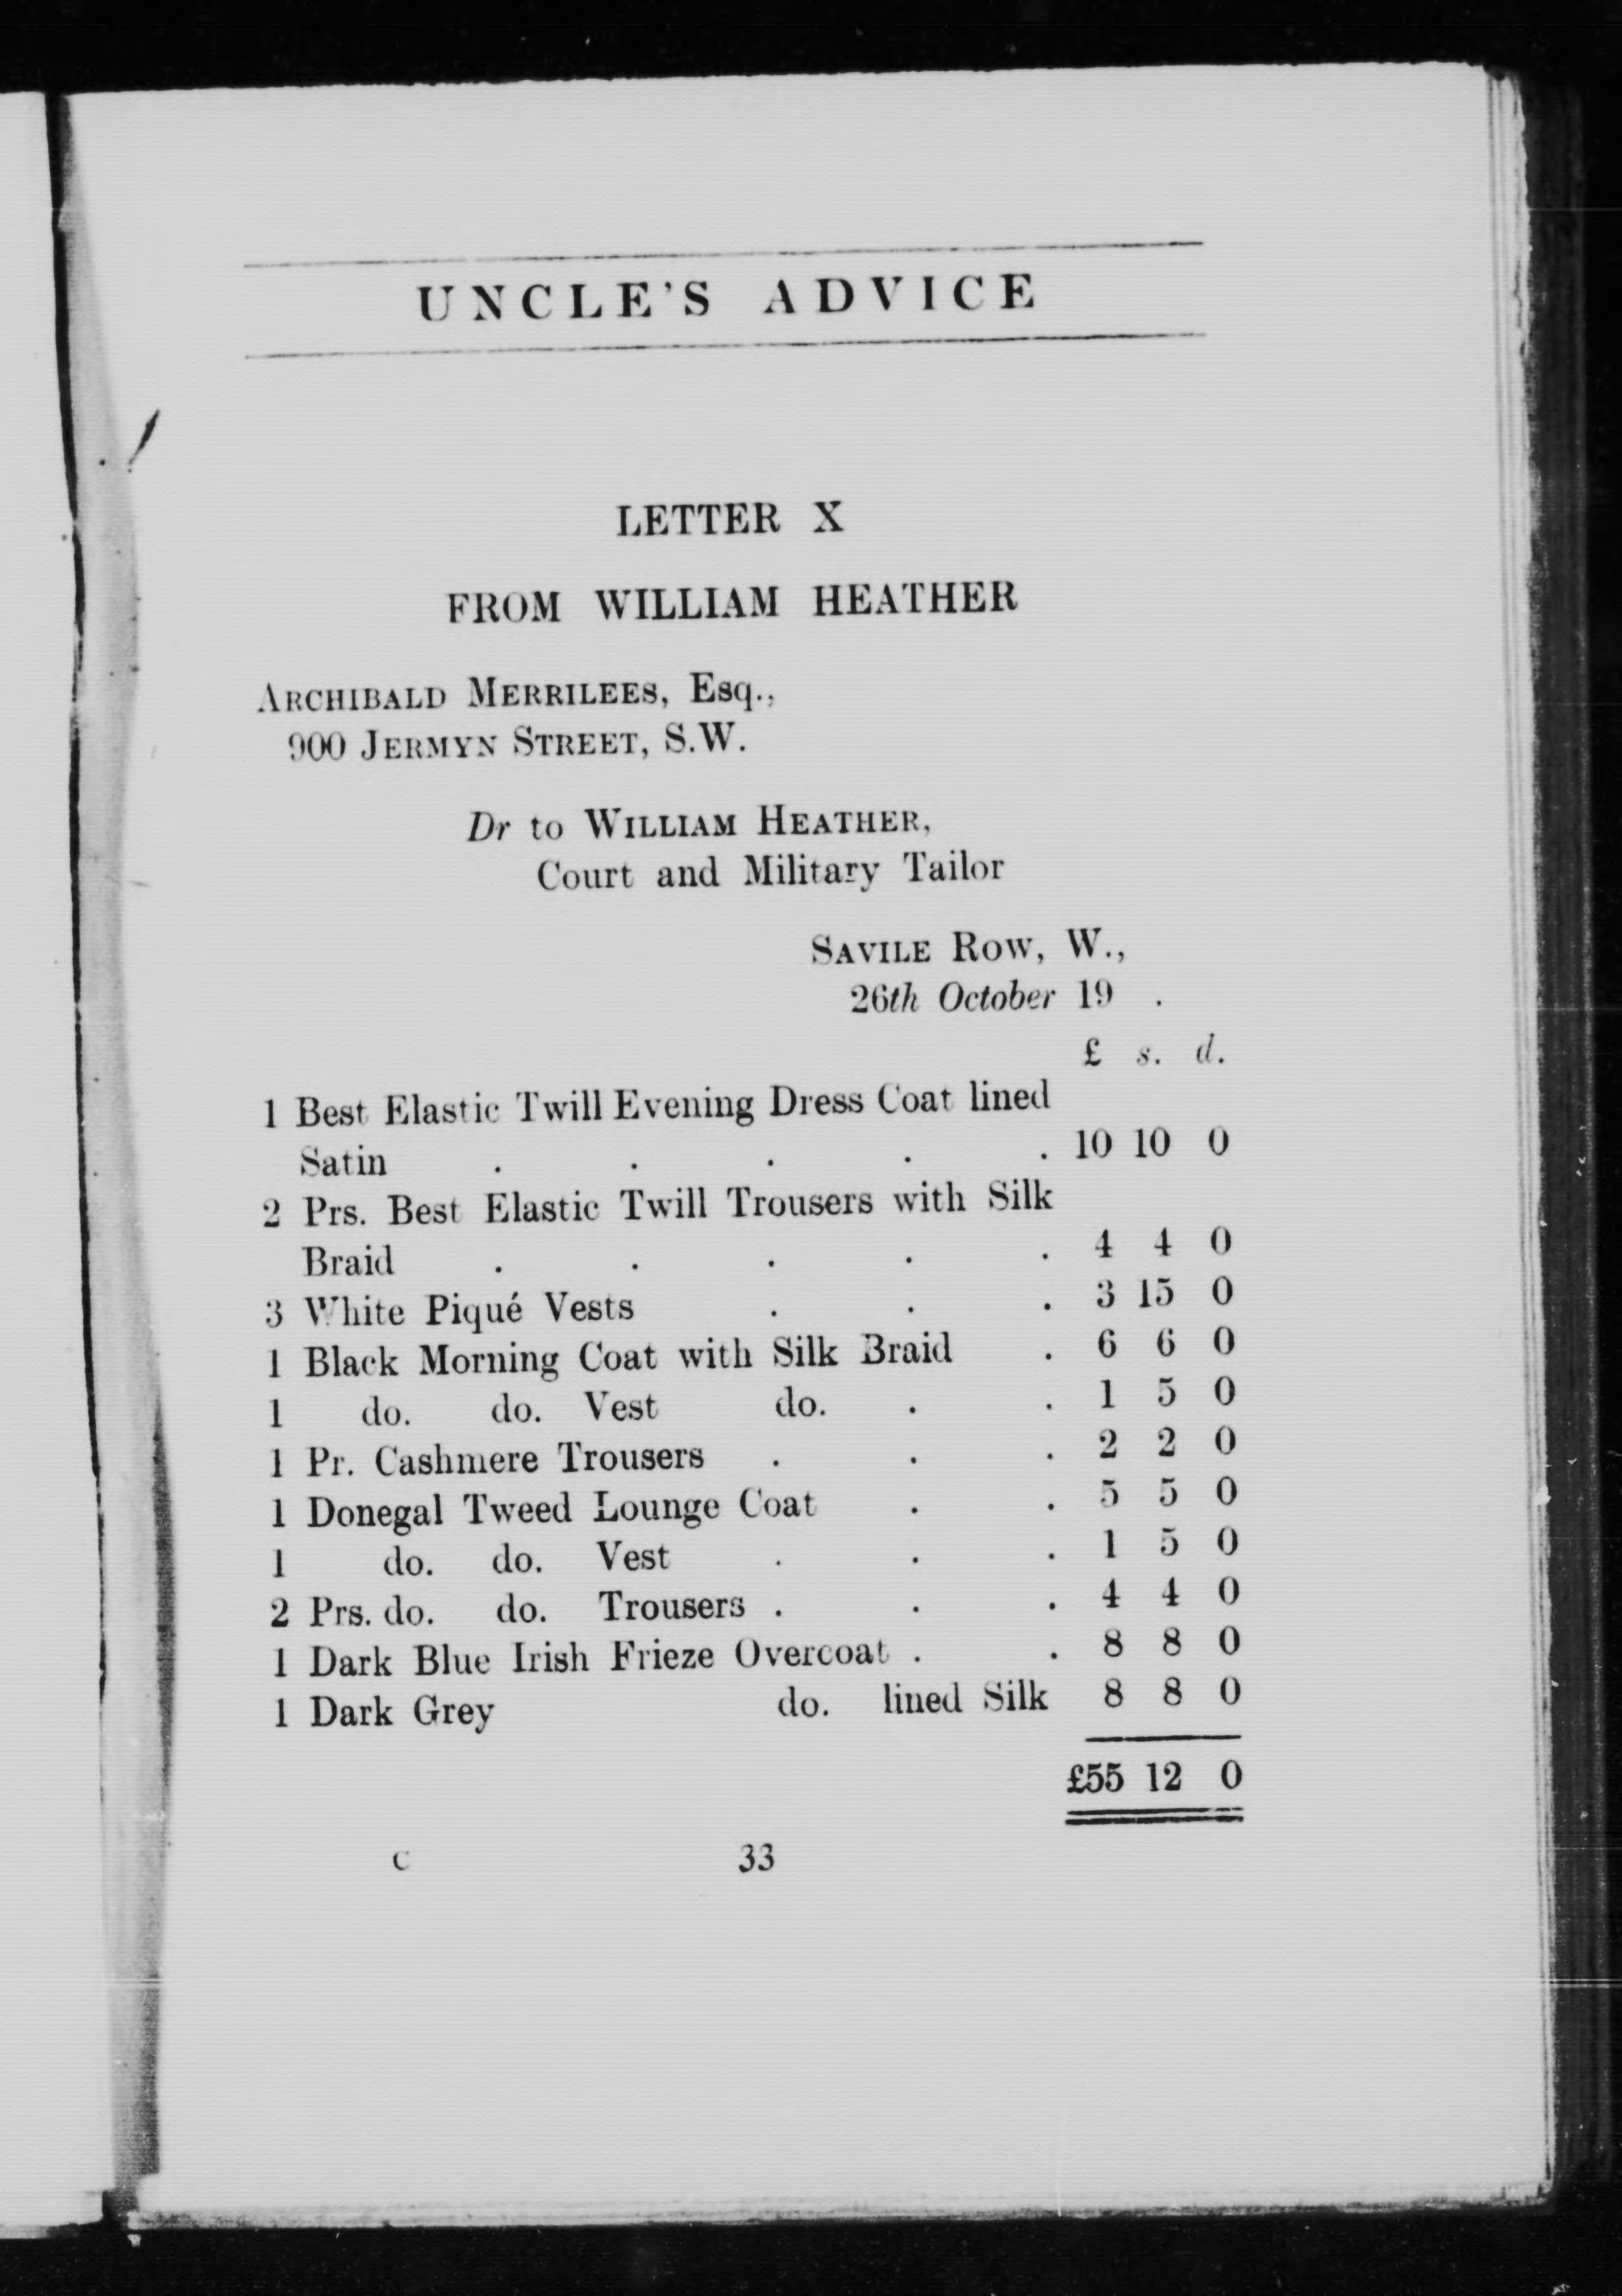 UNCLE'S ADVICE
LETTER X
FROM WILLIAM HEATHER
ARCHIBALD MERRILEES, Esq.,
900 JERMYN STREET, S.W.
Dr to WILLIAM HEATHER,
Court and Military Tailor
SAVILE ROW, W.,
26th October 19 .
£ s. d.
1 Best Elastic Twill Evening Dress Coat lined
Satin . . . . . 10 10 0
2 Prs. Best Elastic Twill Trousers with Silk
Braid . . . . . 4 4 0
3 White Piqué Vests . . . 3 15 0
1 Black Morning Coat with Silk Braid . 6 6 0
1 do. do. Vest do. . . 1 5 0
1 Pr. Cashmere Trousers . . . 2 2 0
1 Donegal Tweed Lounge Coat . . 5 5 0
1 do. do. Vest . . . 1 5 0
2 Prs. do. do. Trousers . . . 4 4 0
1 Dark Blue Irish Frieze Overcoat . . 8 8 0
1 Dark Grey do. lined Silk 8 8 0
£55 12 0
C 33